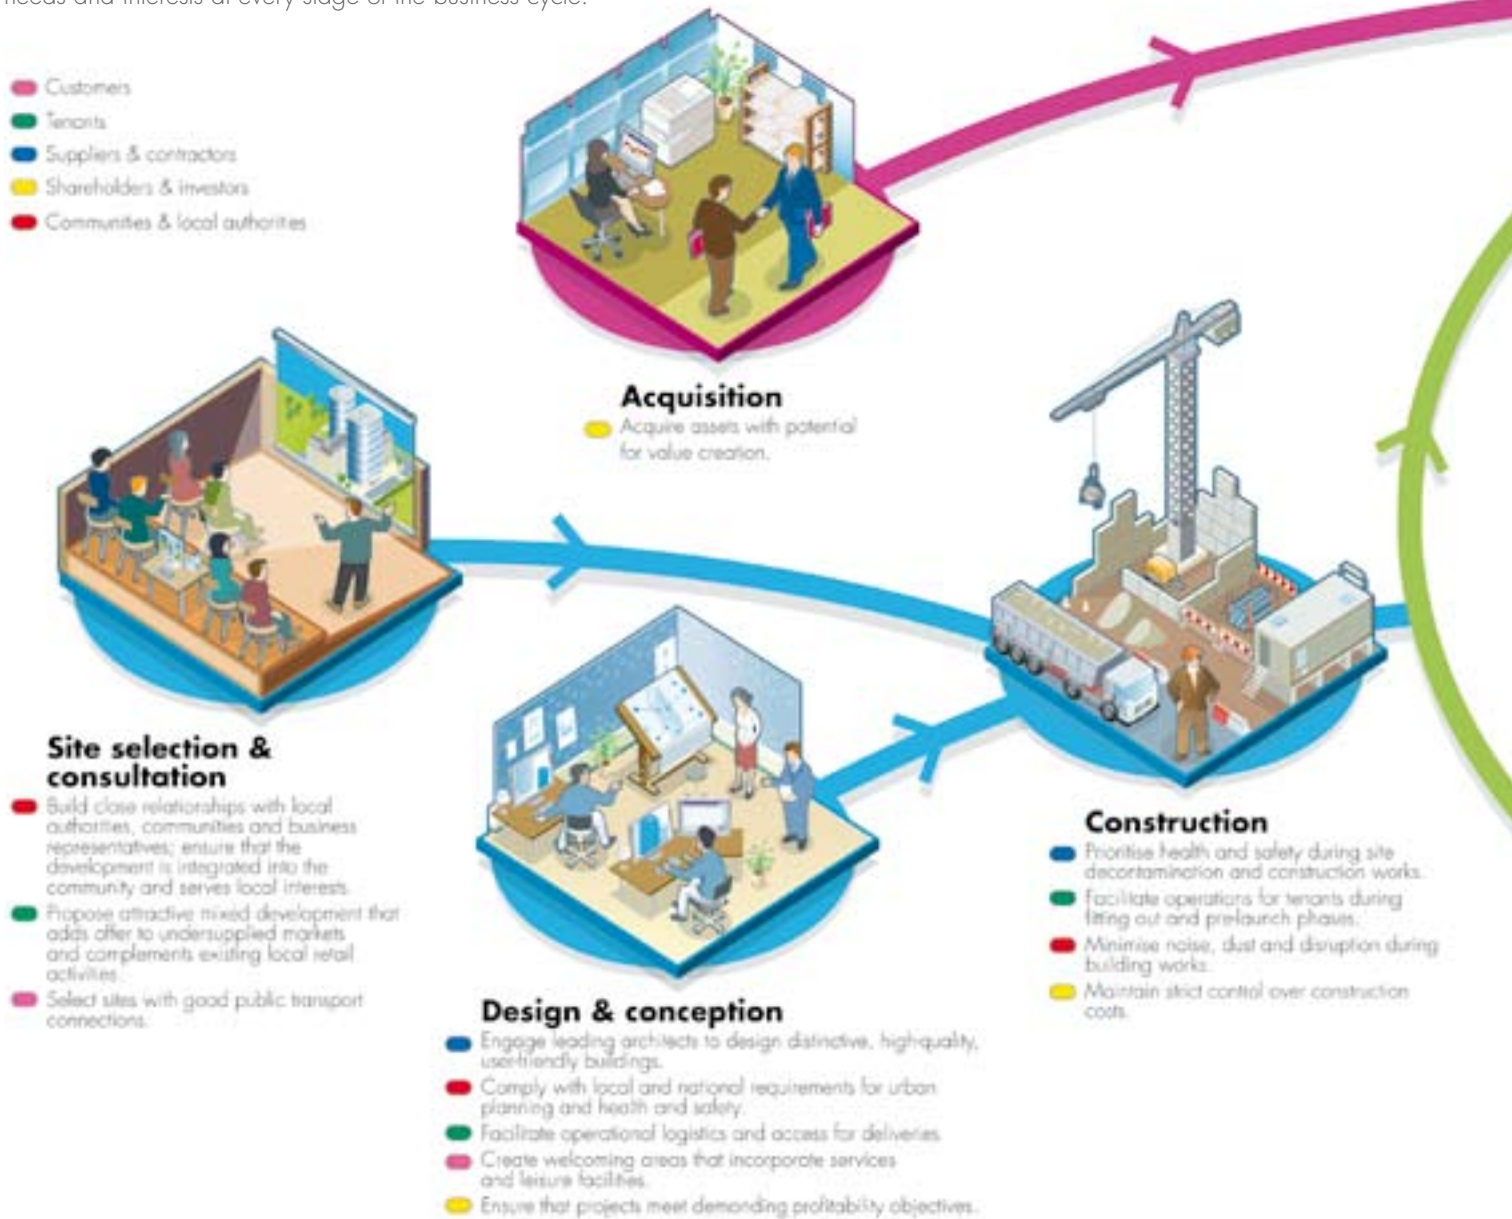 needs and interests at every stage of the business cycle.
Customers
Tenants
Suppliers & contractors
Shareholders & investors
Communities & local authorities
Acquisition
Acquire assets with potential
for value creation.
Site selection &
consultation
Build close relationships with local
authorities, communities and business
representatives; ensure that the
development is integrated into the
community and serves local interests.
Propose attractive mixed development that
adds offer to undersupplied markets
and complements existing local retail
activities.
Select sites with good public transport
connections.
Design & conception
Engage leading architects to design distinctive, high-quality,
user-friendly buildings.
Comply with local and national requirements for urban
planning and health and safety.
Facilitate operational logistics and access for deliveries.
Create welcoming areas that incorporate services
and leisure facilities.
Ensure that projects meet demanding profitability objectives.
Construction
Prioritise health and safety during site
decontamination and construction works.
Facilitate operations for tenants during
fitting out and pre-launch phases.
Minimise noise, dust and disruption during
building works.
Maintain strict control over construction
costs.